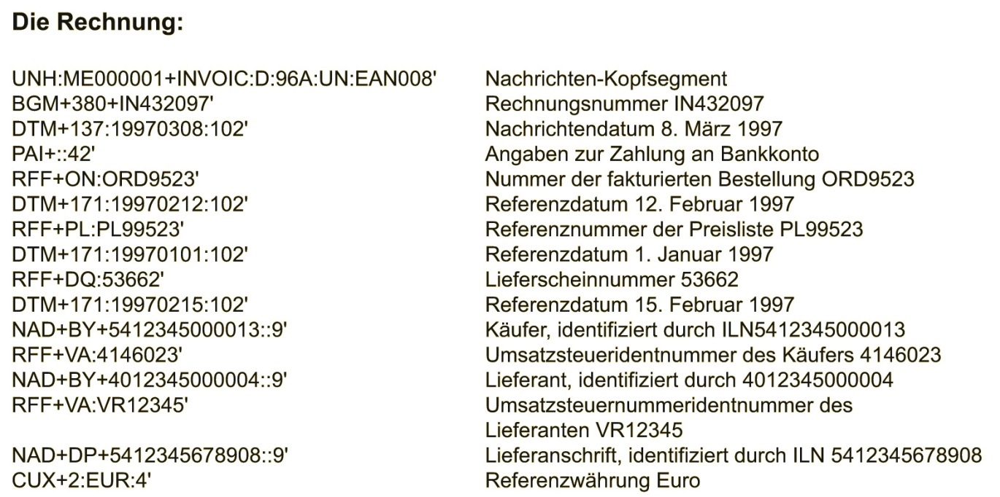 Die Rechnung:
UNH:ME000001+INVOIC:D:96A:UN:EAN008' Nachrichten-Kopfsegment
BGM+380+IN432097' Rechnungsnummer IN432097
DTM+137:19970308:102' Nachrichtendatum 8. März 1997
PAI+::42' Angaben zur Zahlung an Bankkonto
RFF+ON:ORD9523' Nummer der fakturierten Bestellung ORD9523
DTM+171:19970212:102' Referenzdatum 12. Februar 1997
RFF+PL:PL99523' Referenznummer der Preisliste PL99523
DTM+171:19970101:102' Referenzdatum 1. Januar 1997
RFF+DQ:53662' Lieferscheinnummer 53662
DTM+171:19970215:102' Referenzdatum 15. Februar 1997
NAD+BY+5412345000013::9' Käufer, identifiziert durch ILN5412345000013
RFF+VA:4146023' Umsatzsteueridentnummer des Käufers 4146023
NAD+BY+4012345000004::9' Lieferant, identifiziert durch 4012345000004
RFF+VA:VR12345' Umsatzsteuernummeridentnummer des
Lieferanten VR12345
NAD+DP+5412345678908::9' Lieferanschrift, identifiziert durch ILN 5412345678908
CUX+2:EUR:4' Referenzwährung Euro